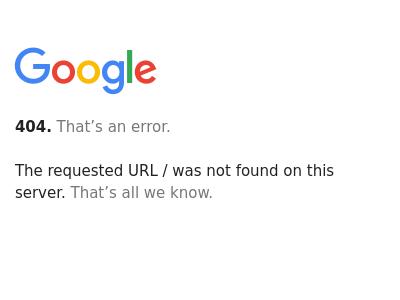 Google
404. That’s an error.
The requested URL / was not found on this
server. That’s all we know.